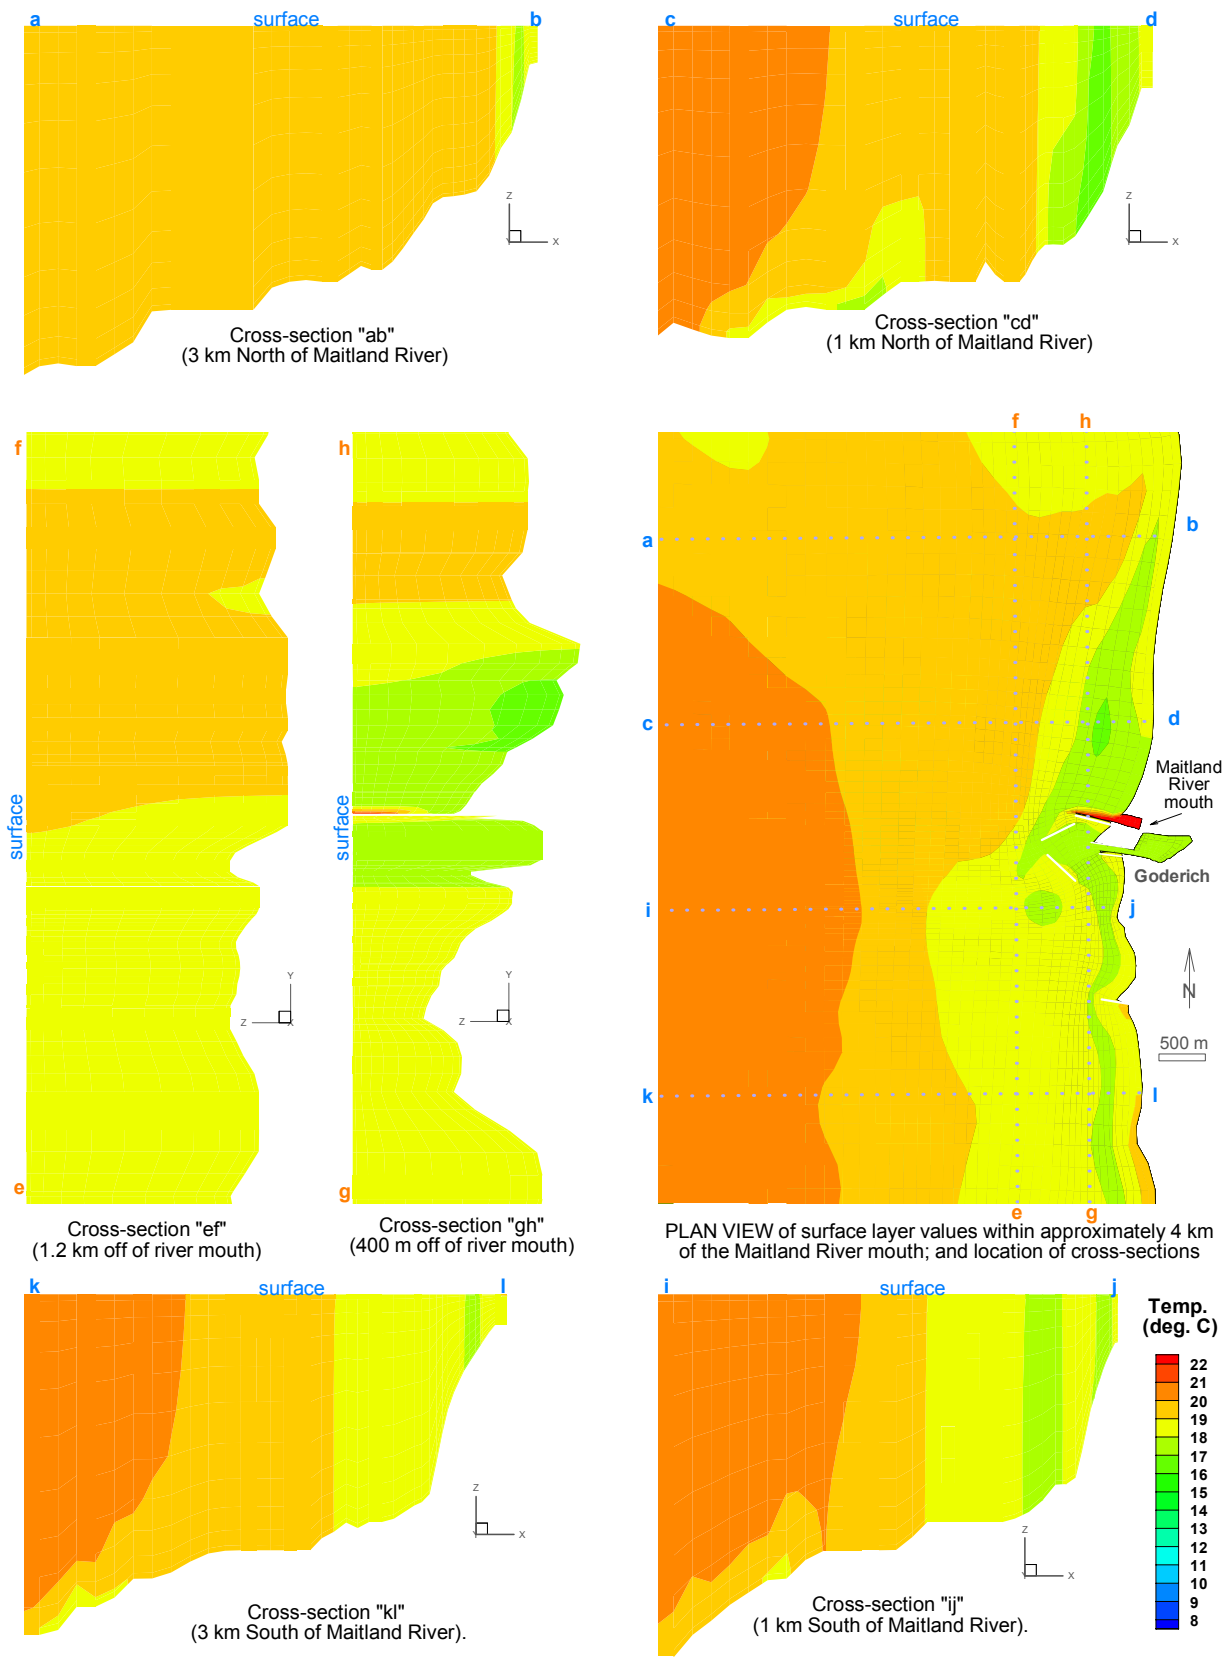 a surface b
c surface d
Z
X
Y
Z
X
Y
Cross-section "ab"
(3 km North of Maitland River)
Cross-section "cd"
(1 km North of Maitland River)
f
h
f h
surface
surface
Y
Z X
Y
Z X
e
g
Cross-section "ef"
(1.2 km off of river mouth)
Cross-section "gh"
(400 m off of river mouth)
a
b
c
d
Maitland
River
mouth
Goderich
i
j
N
500 m
k
l
e g
PLAN VIEW of surface layer values within approximately 4 km
of the Maitland River mouth; and location of cross-sections
k surface l
i surface j
Z
X
Y
Z
X
Y
Cross-section "kl"
(3 km South of Maitland River).
Cross-section "ij"
(1 km South of Maitland River).
Temp.
(deg. C)
22
21
20
19
18
17
16
15
14
13
12
11
10
9
8